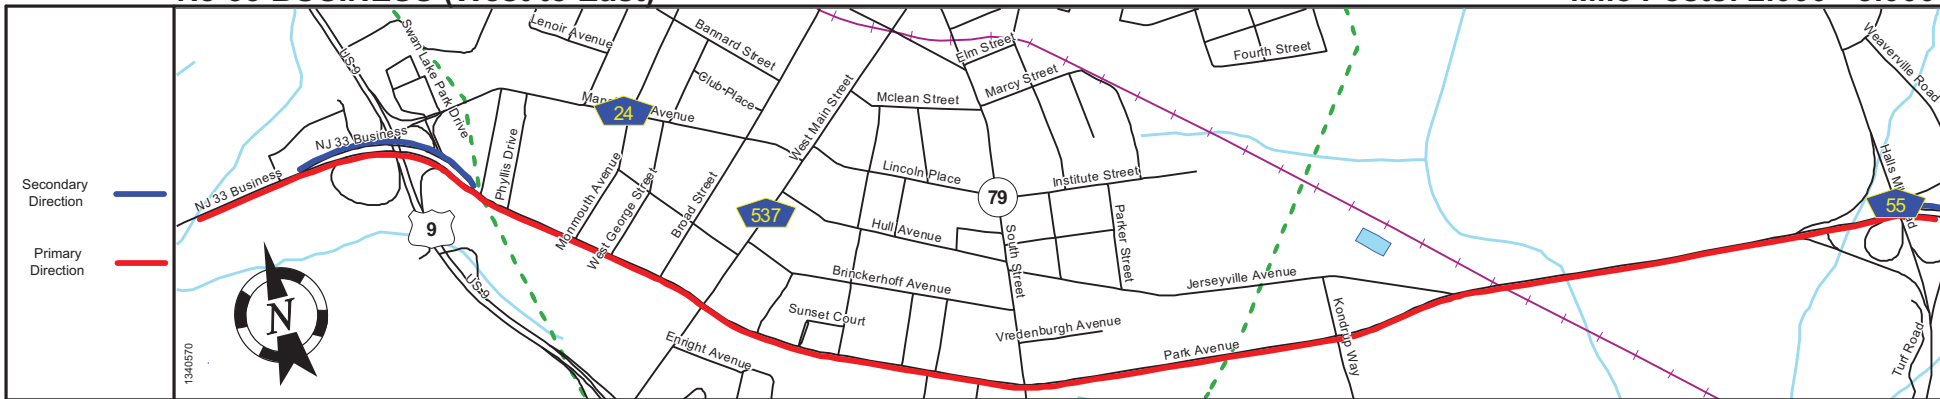 Secondary
Direction
Primary
Direction
1340570
NJ 33 Business
NJ 33 Business
US-9
Swan Lake Park Drive
Lenoir Avenue
Bannard Street
Club-Place
24
Avenue
Phyllis Drive
Monmouth Avenue
West George Street
Broad Street
West Main Street
537
9
US-9
N
Elm Street
Marcy Street
Mclean Street
Fourth Street
Lincoln Place
79
Institute Street
Hull Avenue
South Street
Parker Street
Brinckerhoff Avenue
Sunset Court
Enright Avenue
Vredenburgh Avenue
Jerseyville Avenue
Park Avenue
Kondrup Way
Weaverville Road
55
Turf Road